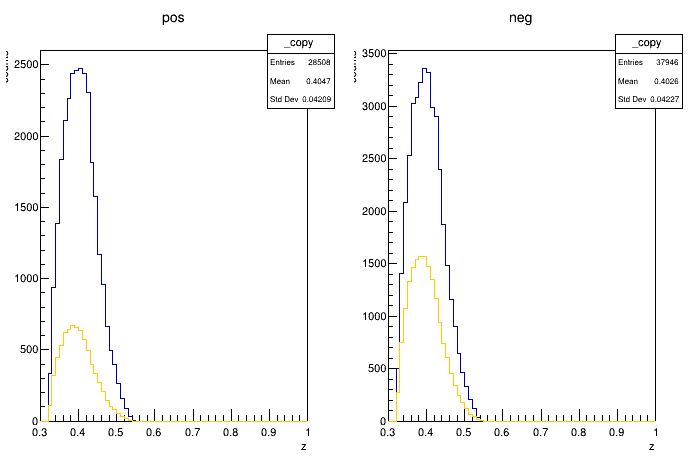 pos
neg
_copy
Entries 28508
Mean 0.4047
Std Dev 0.04209
_copy
Entries 37946
Mean 0.4026
Std Dev 0.04227
2500
2000
1500
1000
500
0
0.3 0.4 0.5 0.6 0.7 0.8 0.9 1
z
3500
3000
2500
2000
1500
1000
500
0
0.3 0.4 0.5 0.6 0.7 0.8 0.9 1
z